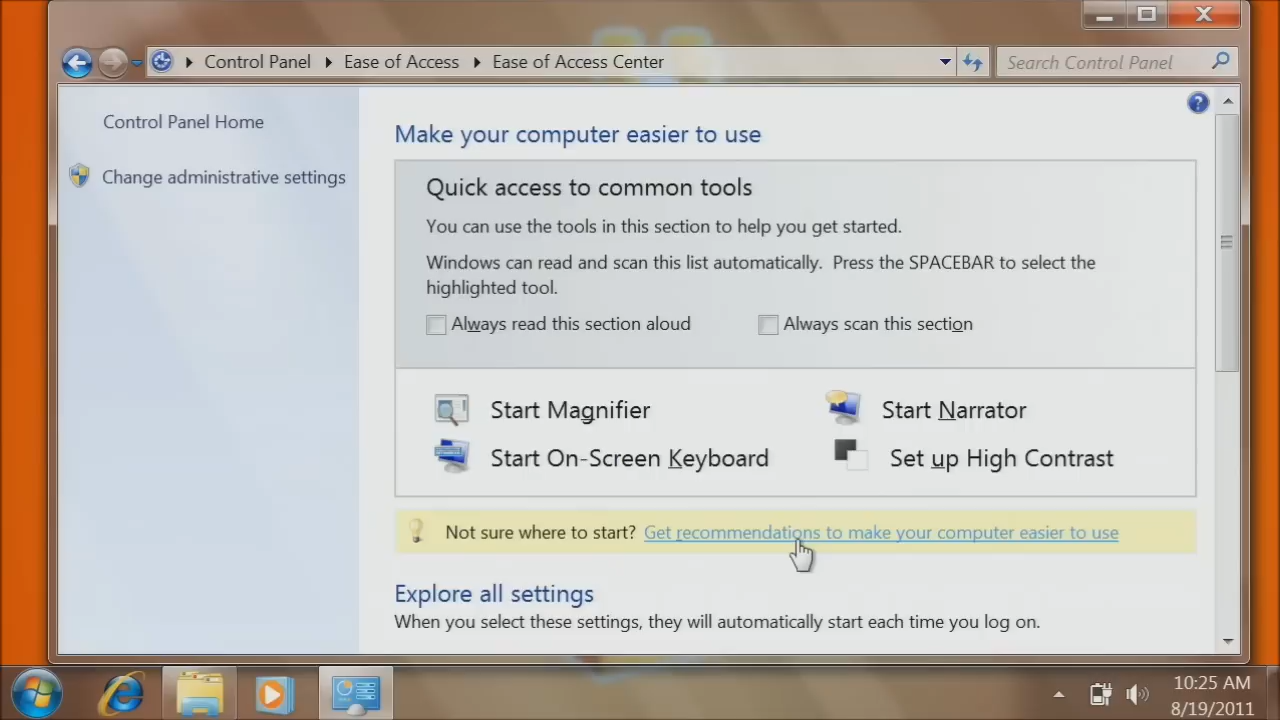 Control Panel Ease of Access Ease of Access Center
Search Control Panel
Control Panel Home
Change administrative settings
Make your computer easier to use
Quick access to common tools
You can use the tools in this section to help you get started.
Windows can read and scan this list automatically. Press the SPACEBAR to select the
highlighted tool.
Always read this section aloud
Always scan this section
Start Magnifier
Start Narrator
Start On-Screen Keyboard
Set up High Contrast
Not sure where to start? Get recommendations to make your computer easier to use
Explore all settings
When you select these settings, they will automatically start each time you log on.
10:25 AM
8/19/2011